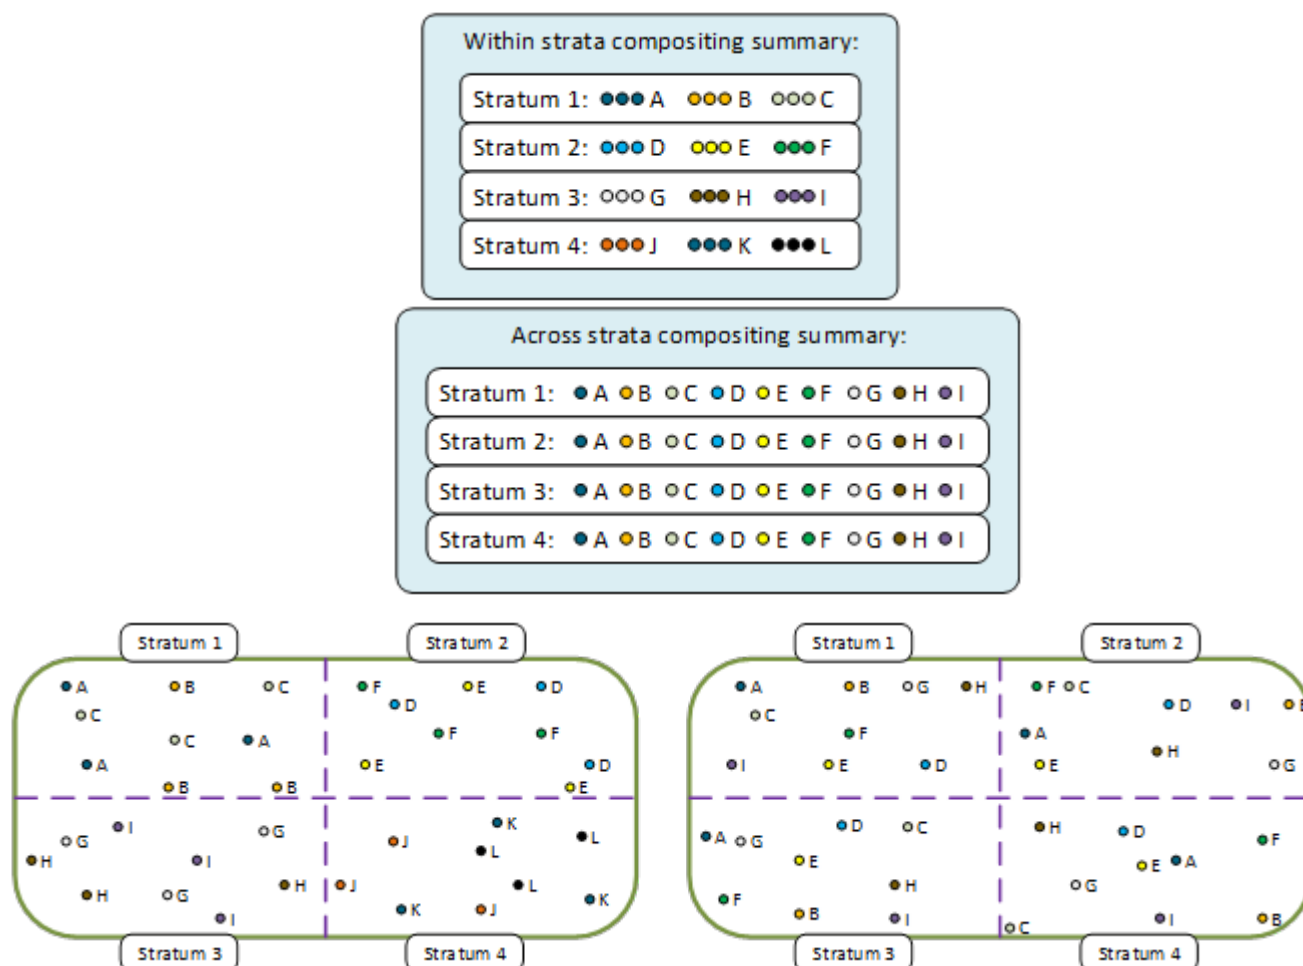 Within strata compositing summary:
Stratum 1: A B C
Stratum 2: D E F
Stratum 3: G H I
Stratum 4: J K L
Across strata compositing summary:
Stratum 1: A B C D E F G H I
Stratum 2: A B C D E F G H I
Stratum 3: A B C D E F G H I
Stratum 4: A B C D E F G H I
Stratum 1
A B C
C
C A
A
B B
Stratum 2
F E D
D
F F
E D
E
I G
G
H I
H G H
I
Stratum 3
K
J L L
J L
K J K
Stratum 4
Stratum 1
A B G H
C
F
I E D
Stratum 2
F C
D I
A
H
E G
D C
A G
E
H
F B I
Stratum 3
H D
F
E A
G
I B
C
Stratum 4